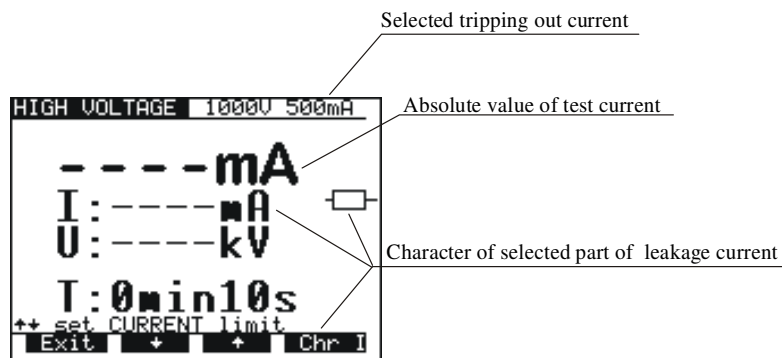 Selected tripping out current
HIGH VOLTAGE 1000V 500mA
Absolute value of test current
----mA
I:----mA
U:----kV
Character of selected part of leakage current
T:0min10s
↑↓ set CURRENT limit
Exit ↓ ↑ Chr I